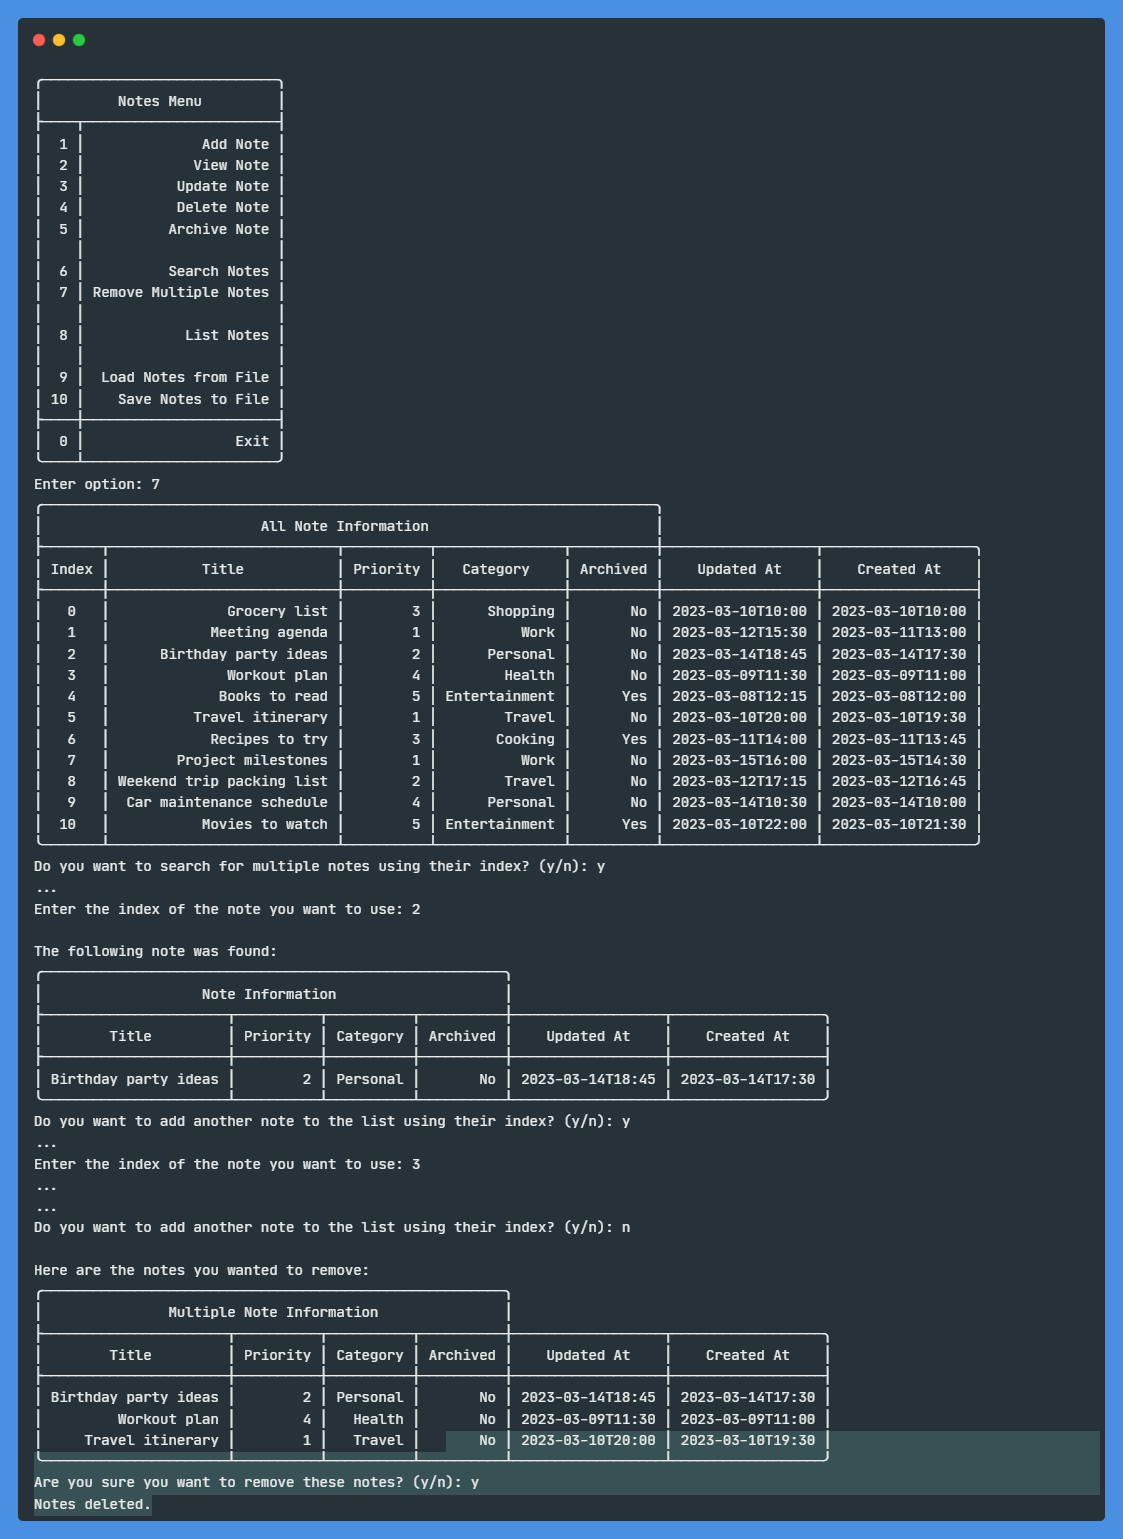 Notes Menu
1 Add Note
2 View Note
3 Update Note
4 Delete Note
5 Archive Note
6 Search Notes
7 Remove Multiple Notes
8 List Notes
9 Load Notes from File
10 Save Notes to File
0 Exit
Enter option: 7
All Note Information
Index Title Priority Category Archived Updated At Created At
0 Grocery list 3 Shopping No 2023-03-10T10:00 2023-03-10T10:00
1 Meeting agenda 1 Work No 2023-03-12T15:30 2023-03-11T13:00
2 Birthday party ideas 2 Personal No 2023-03-14T18:45 2023-03-14T17:30
3 Workout plan 4 Health No 2023-03-09T11:30 2023-03-09T11:00
4 Books to read 5 Entertainment Yes 2023-03-08T12:15 2023-03-08T12:00
5 Travel itinerary 1 Travel No 2023-03-10T20:00 2023-03-10T19:30
6 Recipes to try 3 Cooking Yes 2023-03-11T14:00 2023-03-11T13:45
7 Project milestones 1 Work No 2023-03-15T16:00 2023-03-15T14:30
8 Weekend trip packing list 2 Travel No 2023-03-12T17:15 2023-03-12T16:45
9 Car maintenance schedule 4 Personal No 2023-03-14T10:30 2023-03-14T10:00
10 Movies to watch 5 Entertainment Yes 2023-03-10T22:00 2023-03-10T21:30
Do you want to search for multiple notes using their index? (y/n): y
...
Enter the index of the note you want to use: 2
The following note was found:
Note Information
Title Priority Category Archived Updated At Created At
Birthday party ideas 2 Personal No 2023-03-14T18:45 2023-03-14T17:30
Do you want to add another note to the list using their index? (y/n): y
...
Enter the index of the note you want to use: 3
...
...
Do you want to add another note to the list using their index? (y/n): n
Here are the notes you wanted to remove:
Multiple Note Information
Title Priority Category Archived Updated At Created At
Birthday party ideas 2 Personal No 2023-03-14T18:45 2023-03-14T17:30
Workout plan 4 Health No 2023-03-09T11:30 2023-03-09T11:00
Travel itinerary 1 Travel No 2023-03-10T20:00 2023-03-10T19:30
Are you sure you want to remove these notes? (y/n): y
Notes deleted.